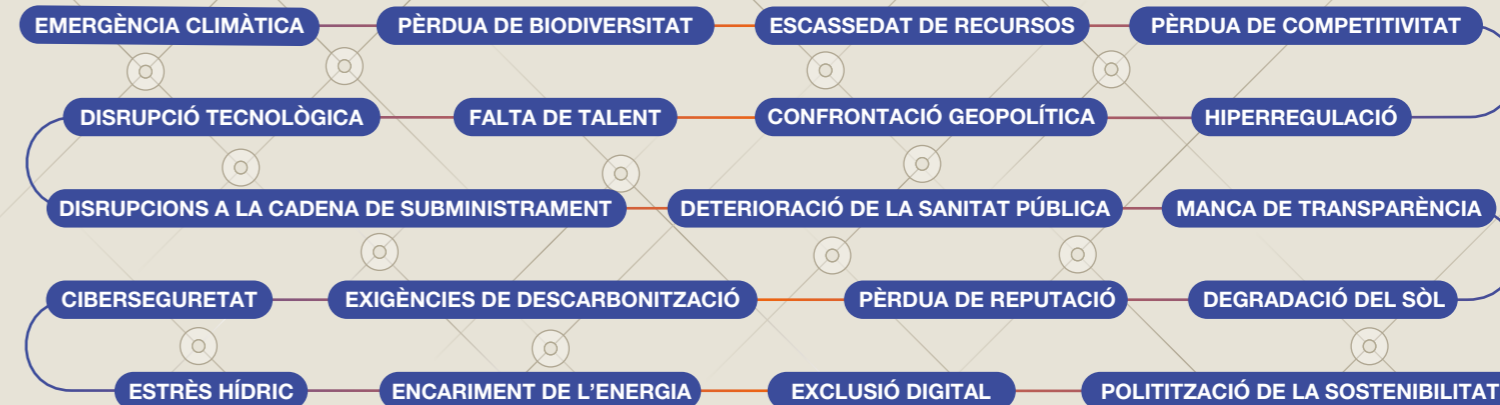 EMERGÈNCIA CLIMÀTICA
PÈRDUA DE BIODIVERSITAT
ESCASSEDAT DE RECURSOS
PÈRDUA DE COMPETITIVITAT
DISRUPCIÓ TECNOLÒGICA
FALTA DE TALENT
CONFRONTACIÓ GEOPOLÍTICA
HIPERREGULACIÓ
DISRUPCIONS A LA CADENA DE SUBMINISTRAMENT
DETERIORACIÓ DE LA SANITAT PÚBLICA
MANCA DE TRANSPARÈNCIA
CIBERSEGURETAT
EXIGÈNCIES DE DESCARBONITZACIÓ
PÈRDUA DE REPUTACIÓ
DEGRADACIÓ DEL SÒL
ESTRÈS HÍDRIC
ENCARIMENT DE L’ENERGIA
EXCLUSIÓ DIGITAL
POLITITZACIÓ DE LA SOSTENIBILITAT